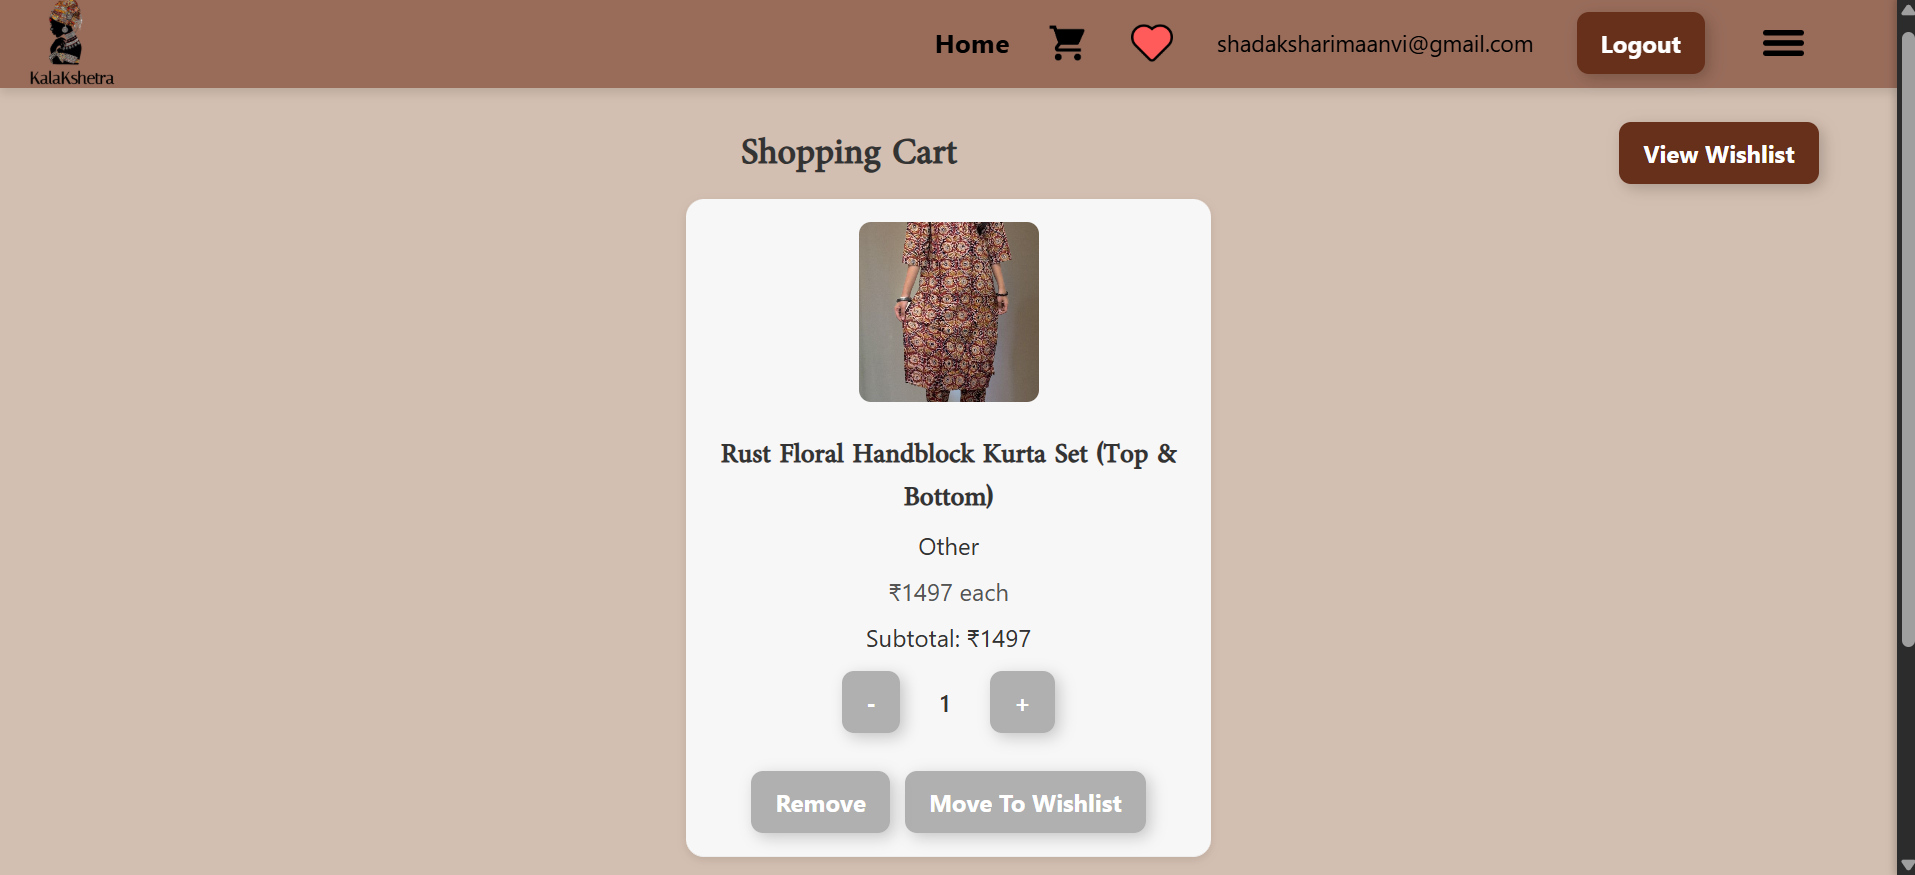 KalaKshetra
Home
shadaksharimaanvi@gmail.com
Logout
Shopping Cart
View Wishlist
Rust Floral Handblock Kurta Set (Top &
Bottom)
Other
₹1497 each
Subtotal: ₹1497
- 1 +
Remove
Move To Wishlist